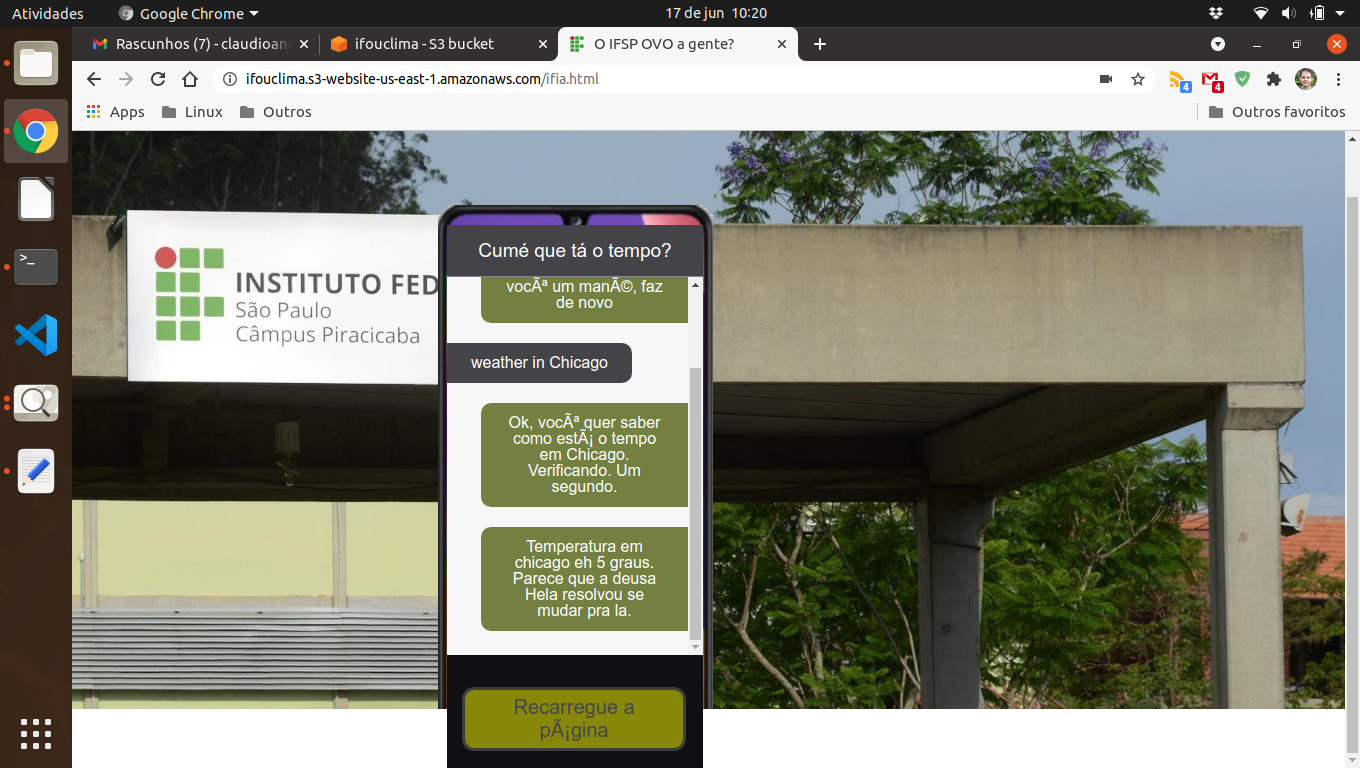 Atividades
Google Chrome
17 de jun 10:20
Rascunhos (7) - claudioan
ifouclima - S3 bucket
O IFSP OVO a gente?
ifouclima.s3-website-us-east-1.amazonaws.com/ifia.html
4
4
Apps
Linux
Outros
Outros favoritos
INSTITUTO FED
São Paulo
Câmpus Piracicaba
Cumé que tá o tempo?
vocÃª um manÃ©, faz
de novo
weather in Chicago
Ok, vocÃª quer saber
como estÃ¡ o tempo
em Chicago.
Verificando. Um
segundo.
Temperatura em
chicago eh 5 graus.
Parece que a deusa
Hela resolvou se
mudar pra la.
Recarregue a
pÃ¡gina